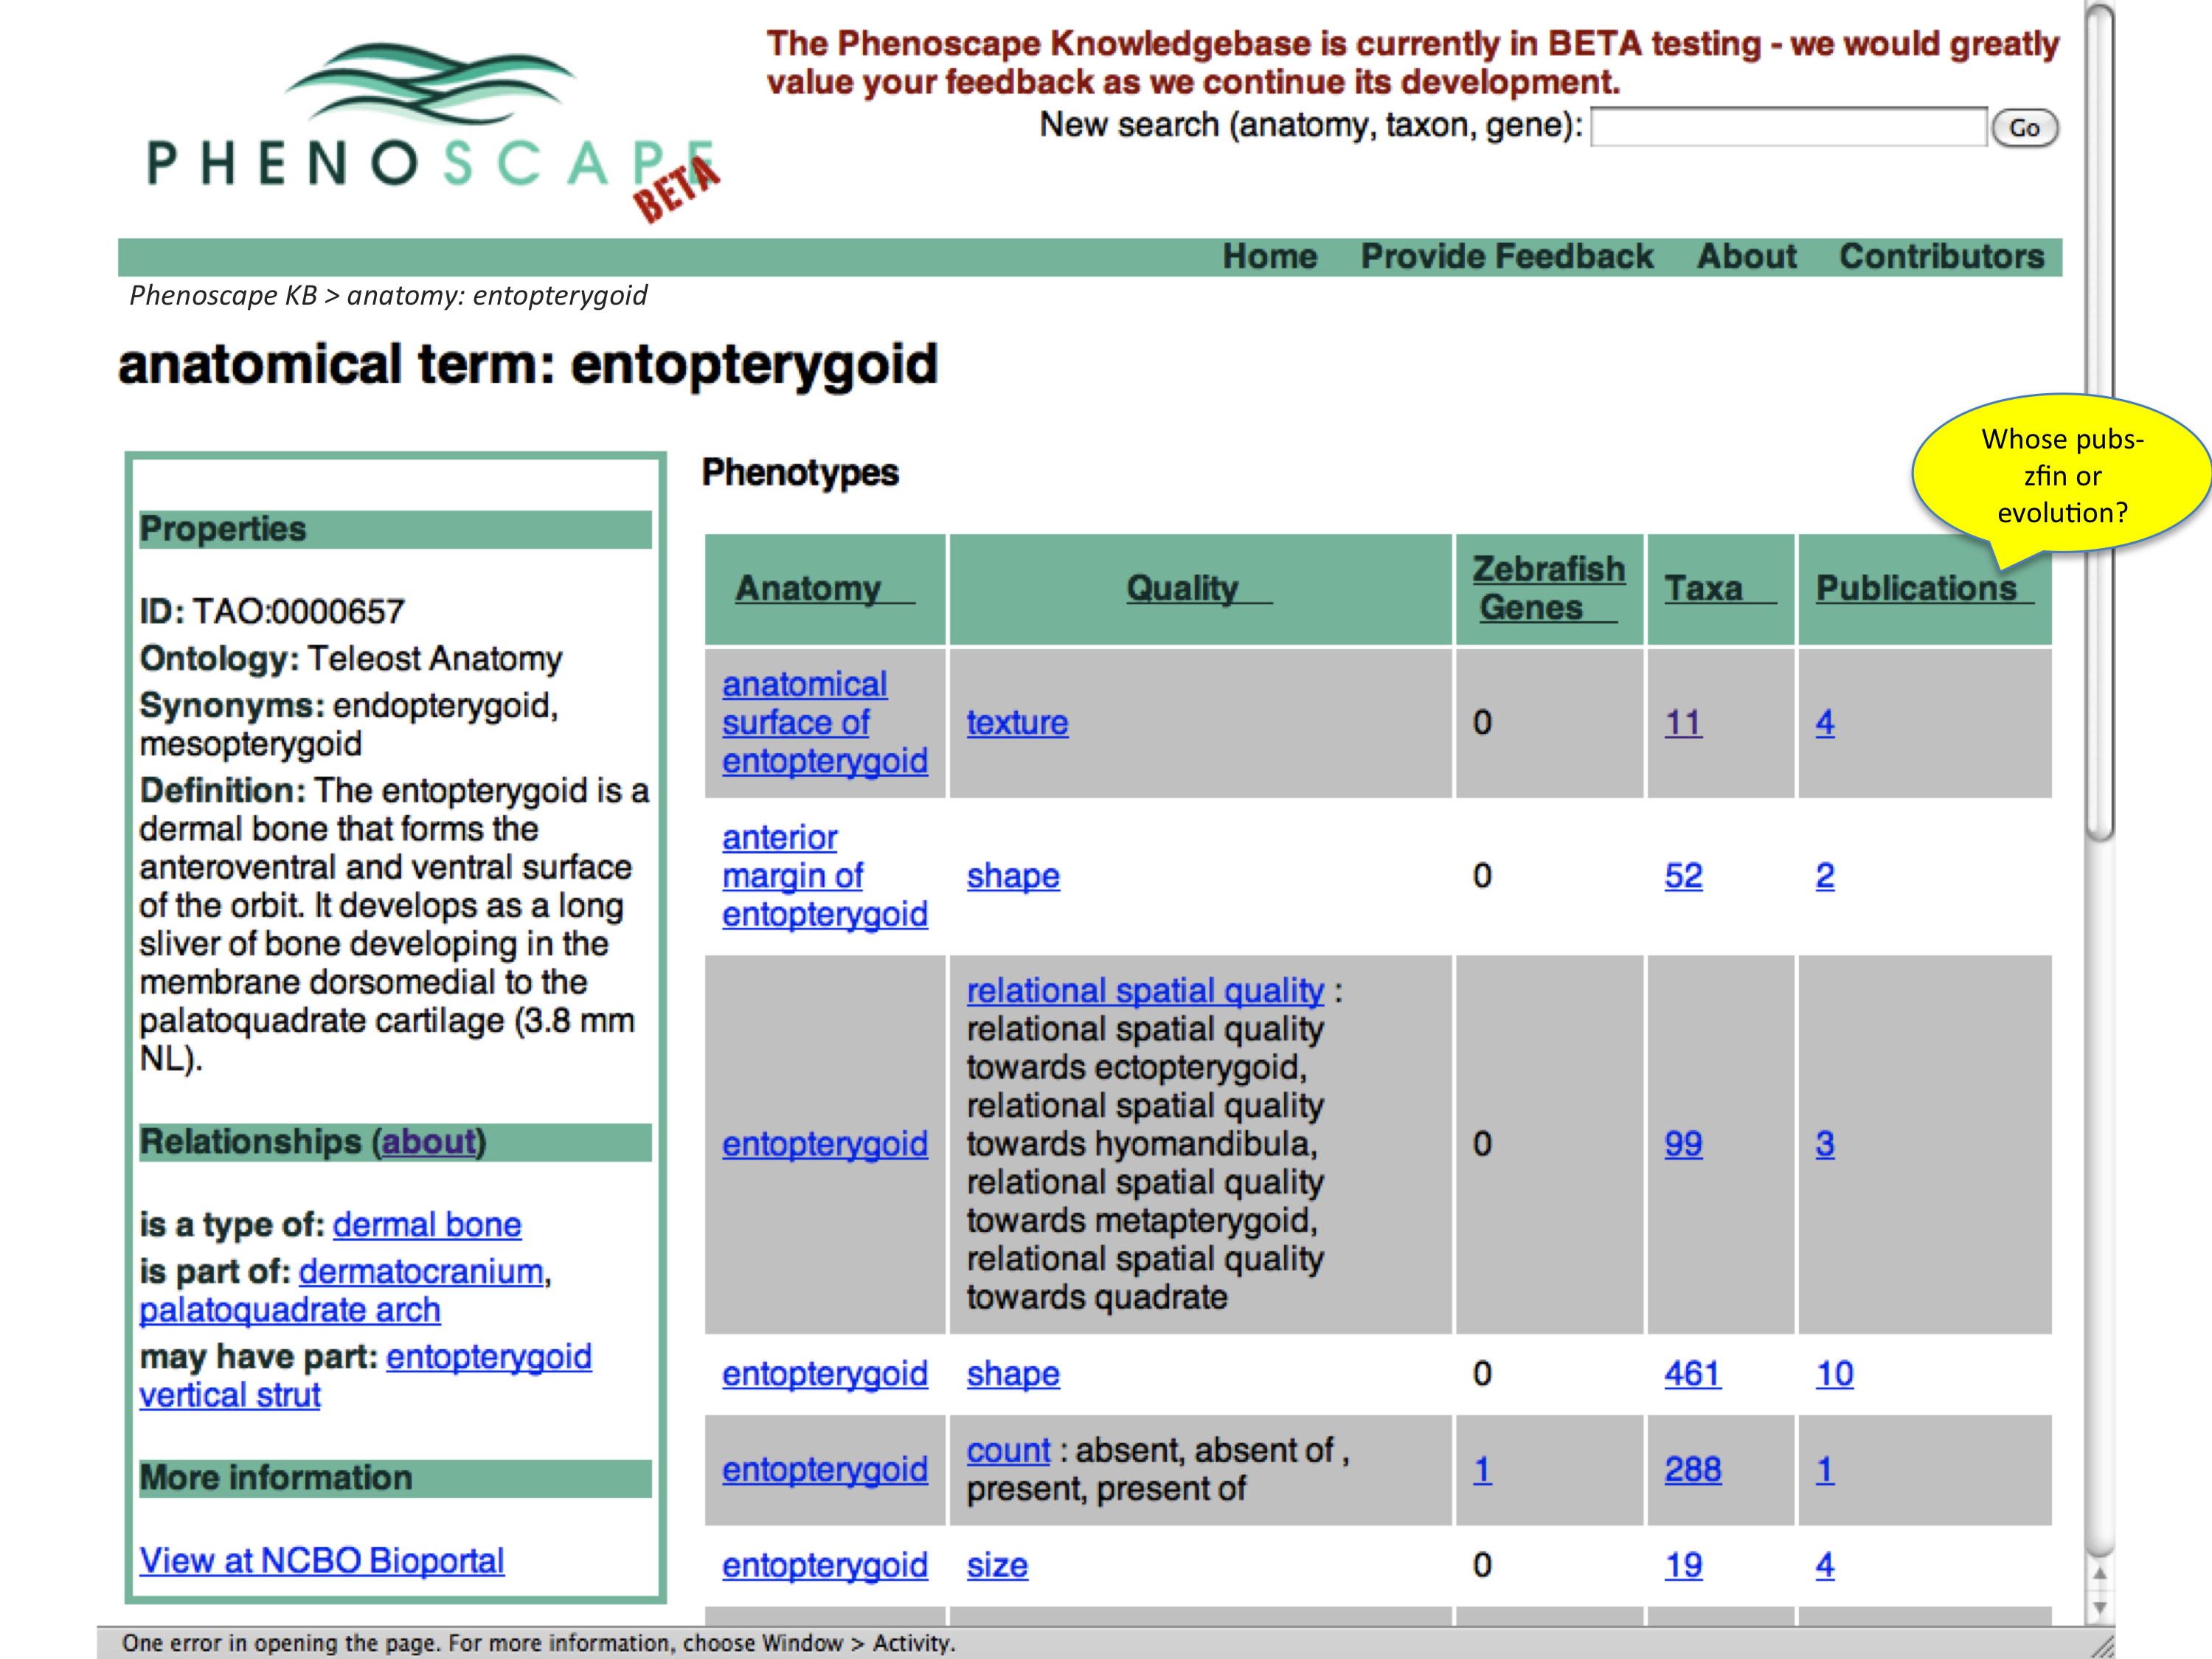 The Phenoscape Knowledgebase is currently in BETA testing - we would greatly
value your feedback as we continue its development.
New search (anatomy, taxon, gene): Go
PHENOSCAPE
BETA
Home Provide Feedback About Contributors
Phenoscape KB > anatomy: entopterygoid
anatomical term: entopterygoid
Whose pubs-
zfin or
evolution?
Properties
ID: TAO:0000657
Ontology: Teleost Anatomy
Synonyms: endopterygoid,
mesopterygoid
Definition: The entopterygoid is a
dermal bone that forms the
anteroventral and ventral surface
of the orbit. It develops as a long
sliver of bone developing in the
membrane dorsomedial to the
palatoquadrate cartilage (3.8 mm
NL).
Relationships (about)
is a type of: dermal bone
is part of: dermatocranium,
palatoquadrate arch
may have part: entopterygoid
vertical strut
More information
View at NCBO Bioportal
Phenotypes
Anatomy Quality Zebrafish Genes Taxa Publications
anatomical
surface of
entopterygoid
texture 0 11 4
anterior
margin of
entopterygoid
shape 0 52 2
entopterygoid
relational spatial quality :
relational spatial quality
towards ectopterygoid,
relational spatial quality
towards hyomandibula,
relational spatial quality
towards metapterygoid,
relational spatial quality
towards quadrate
0 99 3
entopterygoid shape 0 461 10
entopterygoid
count : absent, absent of ,
present, present of
1 288 1
entopterygoid size 0 19 4
One error in opening the page. For more information, choose Window > Activity.